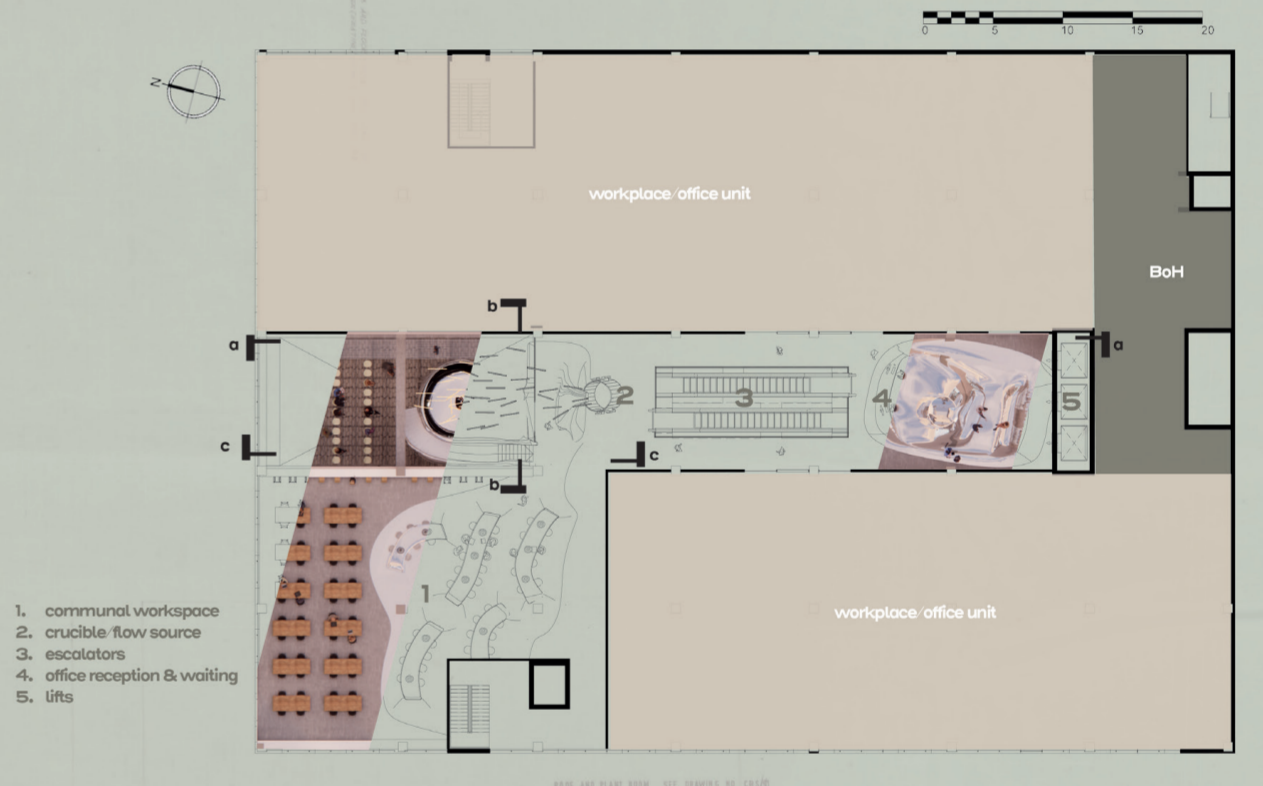 0 5 10 15 20
N
workplace/office unit
BoH
b
a
a
2
3
4
5
c
c
b
1
1. communal workspace
2. crucible/flow source
3. escalators
4. office reception & waiting
5. lifts
workplace/office unit